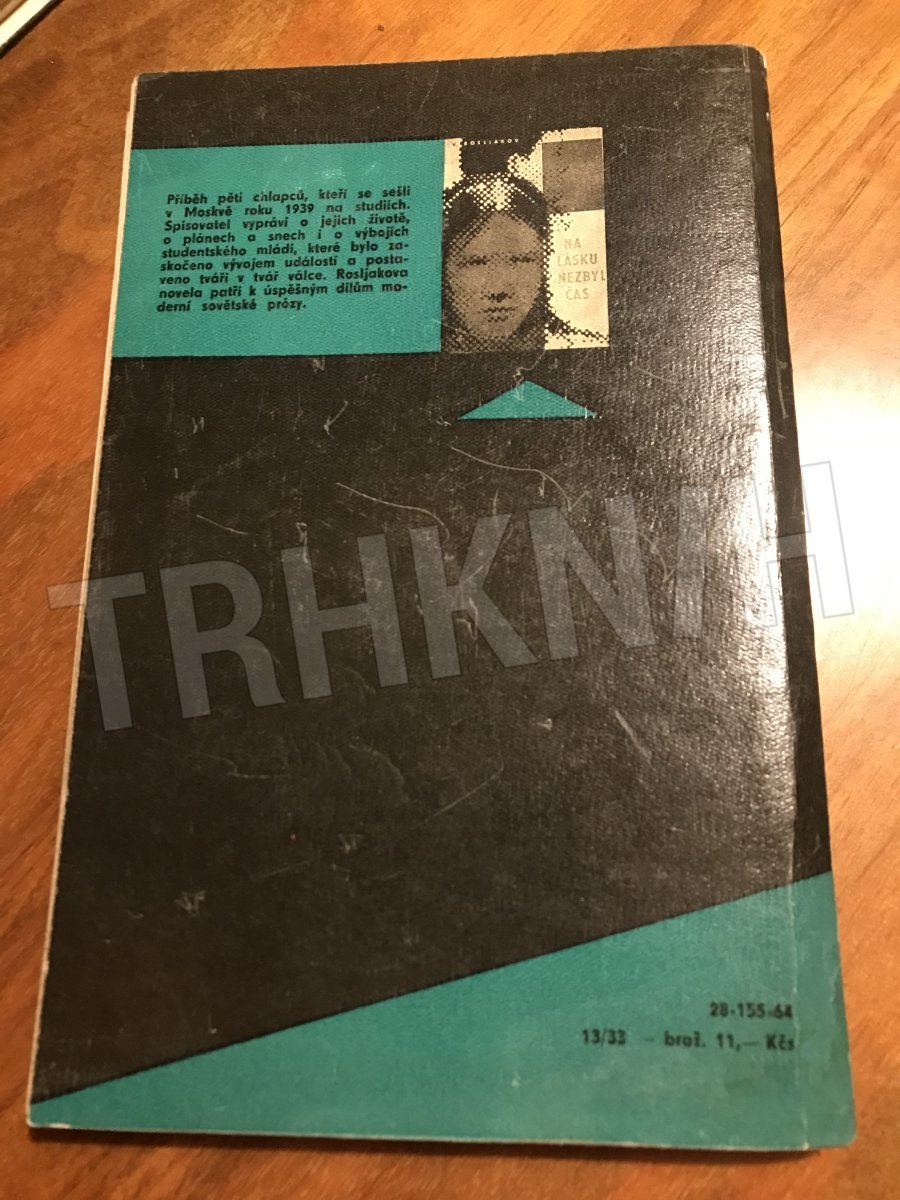 Příběh pěti chlapců, kteří se sešli
v Moskvě roku 1939 na studiích.
Spisovatel vypráví o jejich životě,
o plánech a snech i o výbojích
studentského mládí, které bylo za-
skočeno vývojem událostí a posta-
veno tváří v tvář válce. Rosljakova
novela patří k úspěšným dílům mo-
derní sovětské prózy.
ROSLJAKOV
NA
LÁSKU
NEZBYL
ČAS
TRHKNIH
28-155-64
13/33 — brož. 11,— Kčs